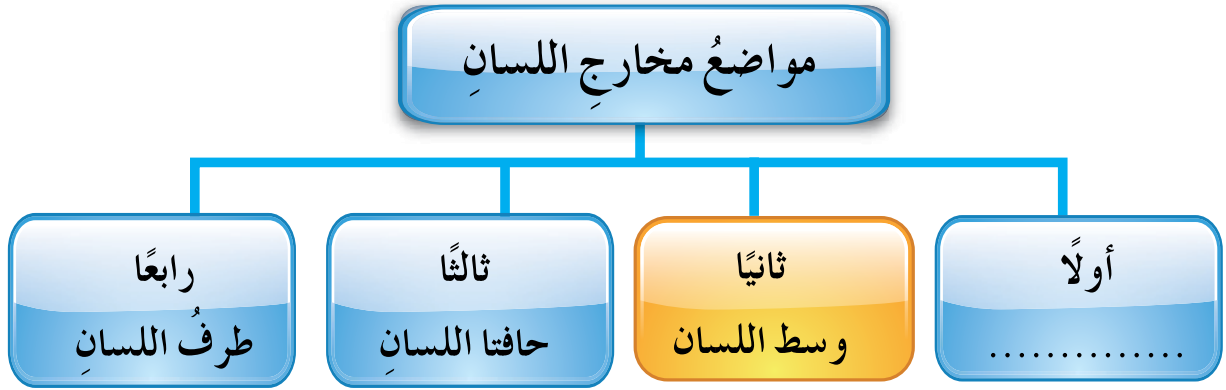 مواضعُ مخارجِ اللسانِ
أولًا
..............
ثانيًا
وسط اللسان
ثالثًا
حافتا اللسانِ
رابعًا
طرفُ اللسانِ